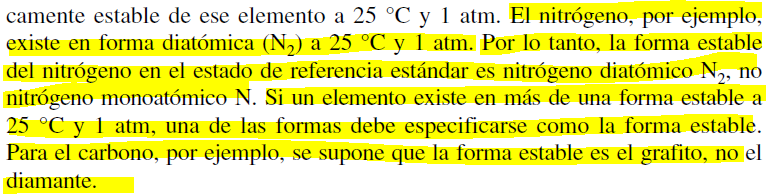 camente estable de ese elemento a 25 °C y 1 atm. El nitrógeno, por ejemplo,
existe en forma diatómica (N₂) a 25 °C y 1 atm. Por lo tanto, la forma estable
del nitrógeno en el estado de referencia estándar es nitrógeno diatómico N₂, no
nitrógeno monoatómico N. Si un elemento existe en más de una forma estable a
25 °C y 1 atm, una de las formas debe especificarse como la forma estable.
Para el carbono, por ejemplo, se supone que la forma estable es el grafito, no el
diamante.